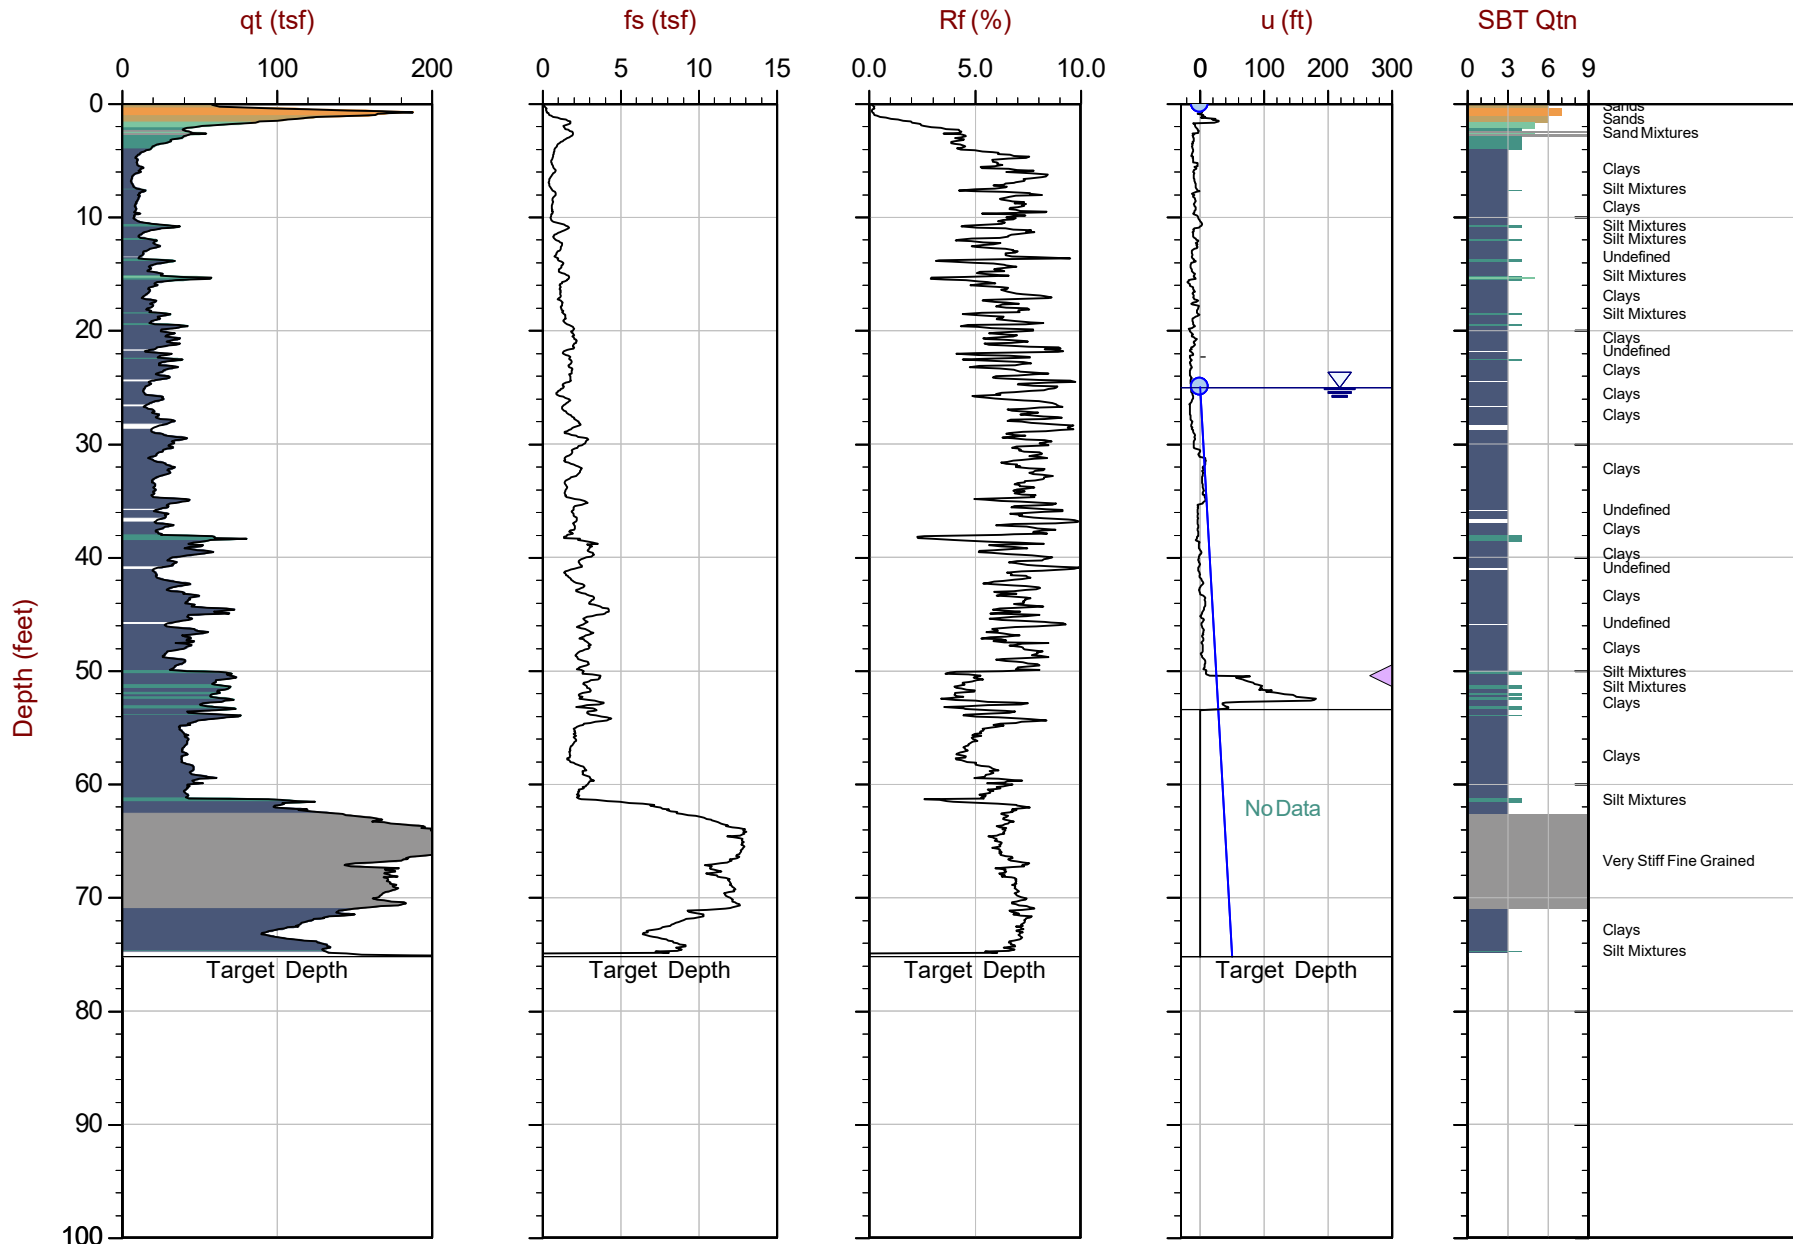 qt (tsf) fs (tsf) Rf (%) u (ft) SBT Qtn
0 100 200 0 5 10 15 0.0 5.0 10.0 0 100 200 300 0 3 6 9
0
Sands
Sands
Sand Mixtures
Clays
Silt Mixtures
Clays
10
Silt Mixtures
Silt Mixtures
Undefined
Silt Mixtures
Clays
Silt Mixtures
20
Clays
Undefined
Clays
Clays
Clays
30
Clays
Undefined
Clays
40
Clays
Undefined
Clays
Undefined
Clays
50
Silt Mixtures
Silt Mixtures
Clays
Depth (feet)
Clays
60
Silt Mixtures
No Data
Very Stiff Fine Grained
70
Clays
Silt Mixtures
Target Depth Target Depth Target Depth Target Depth
80
90
100